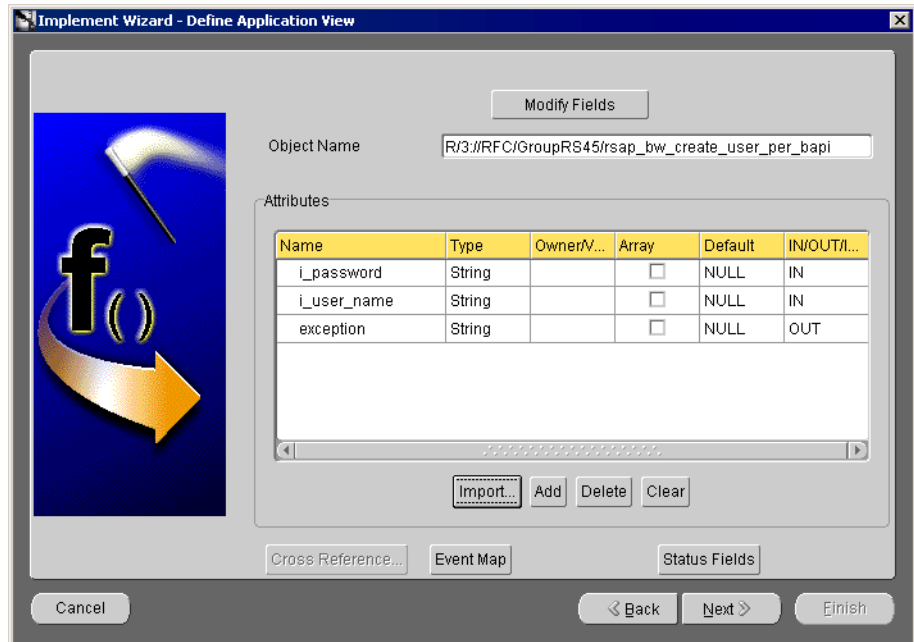 Implement Wizard - Define Application View
Modify Fields
Object Name R/3://RFC/GroupRS45/rsap_bw_create_user_per_bapi
Attributes
Name Type Owner/V... Array Default IN/OUT/I...
i_password String NULL IN
i_user_name String NULL IN
exception String NULL OUT
f()
Import... Add Delete Clear
Cross Reference... Event Map Status Fields
Cancel Back Next Finish